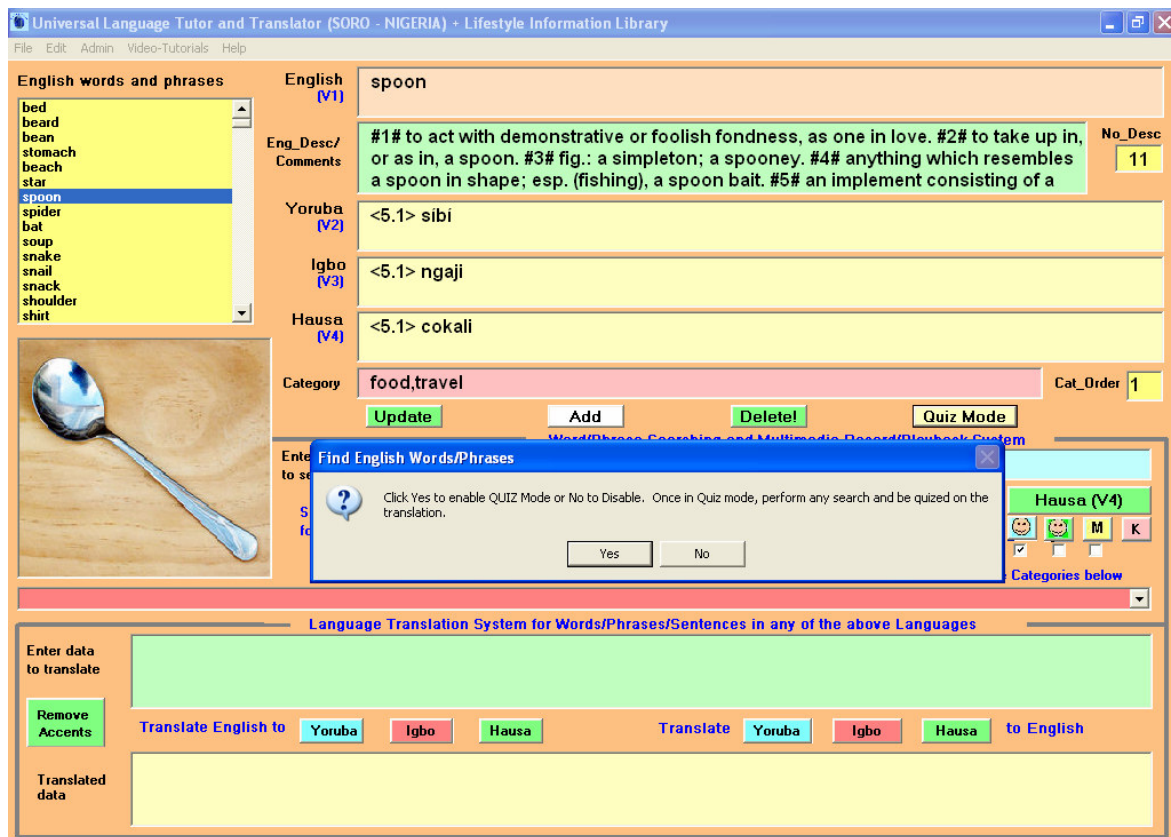 Universal Language Tutor and Translator (SORO - NIGERIA) + Lifestyle Information Library
File Edit Admin Video-Tutorials Help
English words and phrases
bed
beard
bean
stomach
beach
star
spoon
spider
bat
soup
snake
snail
snack
shoulder
shirt
English
(V1)
spoon
Eng_Desc/
Comments
#1# to act with demonstrative or foolish fondness, as one in love. #2# to take up in,
or as in, a spoon. #3# fig.: a simpleton; a spooney. #4# anything which resembles
a spoon in shape; esp. (fishing), a spoon bait. #5# an implement consisting of a
No_Desc
11
Yoruba
(V2)
<5.1> síbí
Igbo
(V3)
<5.1> ngaji
Hausa
(V4)
<5.1> cokali
Category
food,travel
Cat_Order 1
Update Add Delete! Quiz Mode
Word/Phrase Searching and Multimedia Record/Playback System
Find English Words/Phrases
Click Yes to enable QUIZ Mode or No to Disable. Once in Quiz mode, perform any search and be quized on the
translation.
Yes No
Hausa (V4)
M K
Categories below
Language Translation System for Words/Phrases/Sentences in any of the above Languages
Enter data
to translate
Remove
Accents
Translate English to Yoruba Igbo Hausa Translate Yoruba Igbo Hausa to English
Translated
data